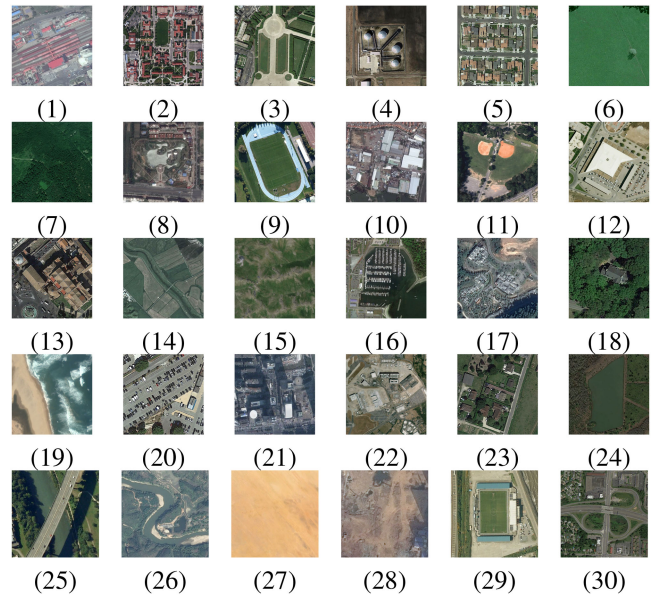 (1) (2) (3) (4) (5) (6)
(7) (8) (9) (10) (11) (12)
(13) (14) (15) (16) (17) (18)
(19) (20) (21) (22) (23) (24)
(25) (26) (27) (28) (29) (30)